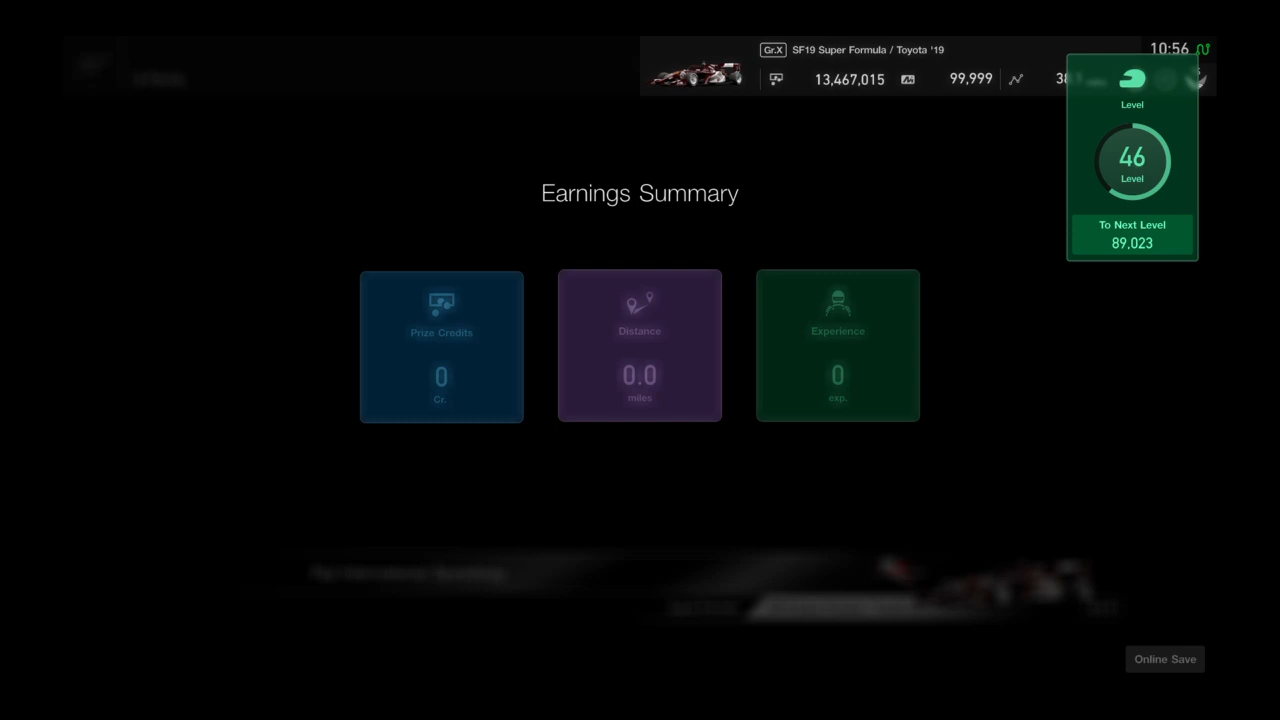 Gr.X SF19 Super Formula / Toyota '19
10:56
13,467,015
99,999
Level
46
Level
To Next Level
89,023
Earnings Summary
Prize Credits
0
Cr.
Distance
0.0
miles
Experience
0
exp.
Online Save